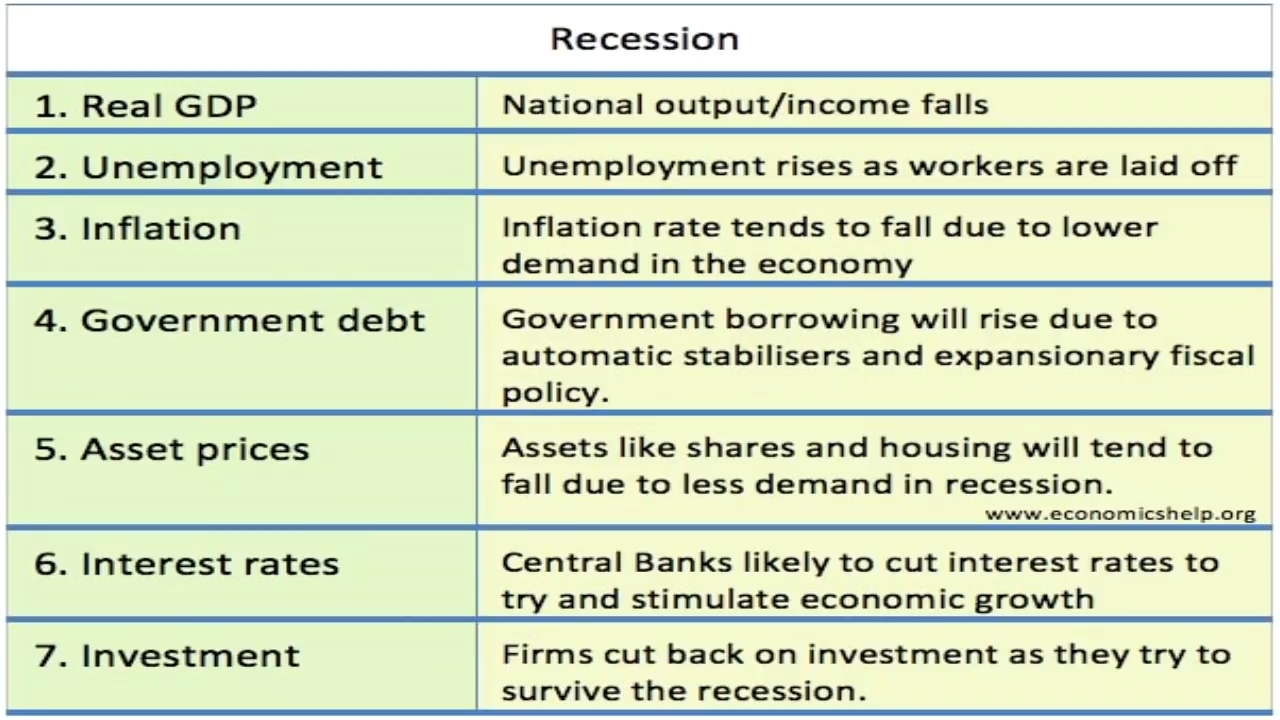 Recession
1. Real GDP
National output/income falls
2. Unemployment
Unemployment rises as workers are laid off
3. Inflation
Inflation rate tends to fall due to lower
demand in the economy
4. Government debt
Government borrowing will rise due to
automatic stabilisers and expansionary fiscal
policy.
5. Asset prices
Assets like shares and housing will tend to
fall due to less demand in recession.
www.economicshelp.org
6. Interest rates
Central Banks likely to cut interest rates to
try and stimulate economic growth
7. Investment
Firms cut back on investment as they try to
survive the recession.